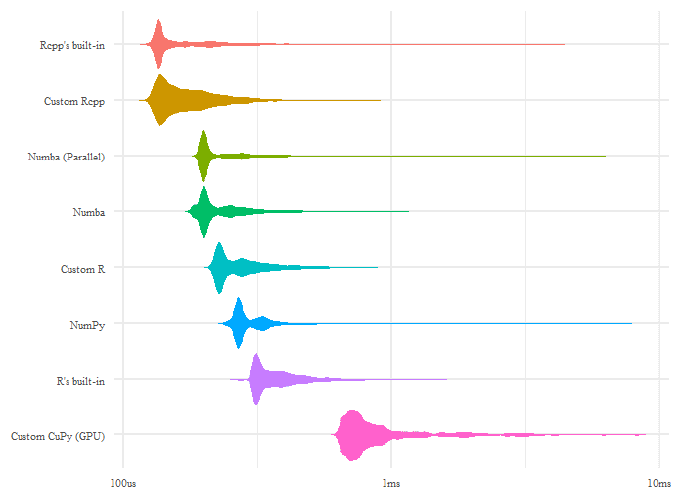 Rcpp's built-in
Custom Rcpp
Numba (Parallel)
Numba
Custom R
NumPy
R's built-in
Custom CuPy (GPU)
100us
1ms
10ms